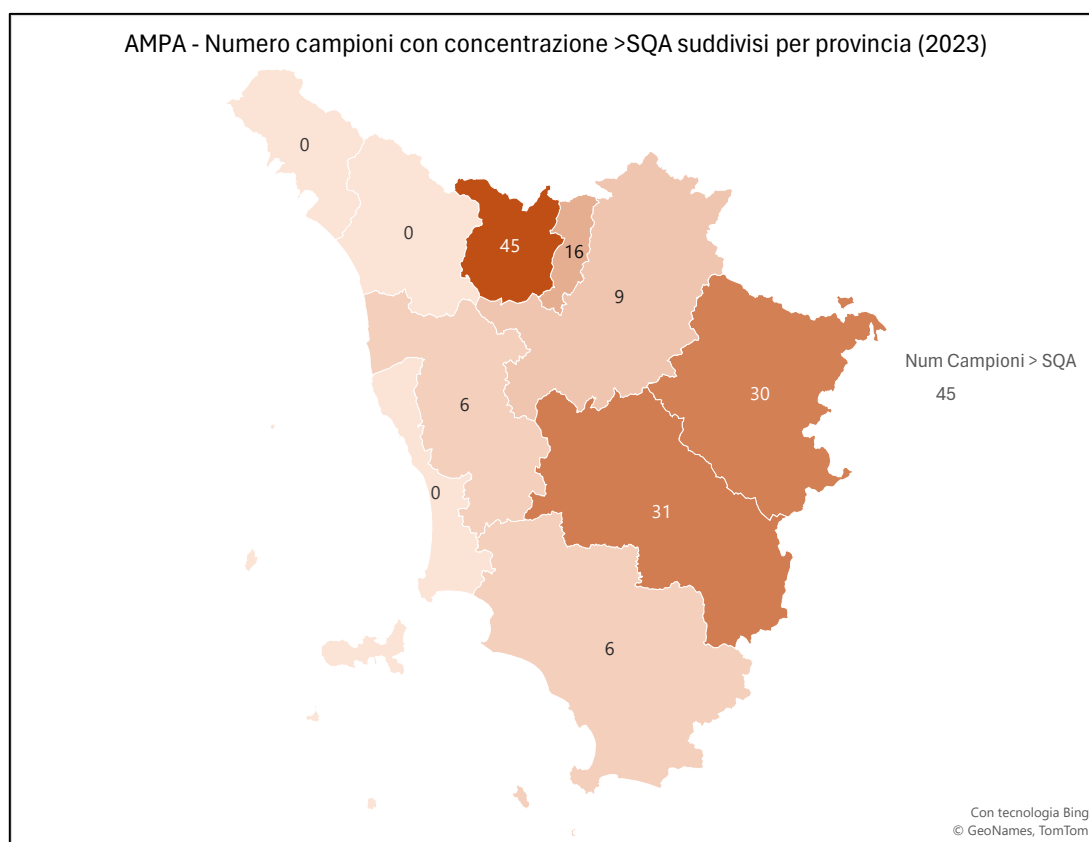 AMPA - Numero campioni con concentrazione >SQA suddivisi per provincia (2023)
0
0
45
16
9
Num Campioni > SQA
45
30
6
0
31
6
Con tecnologia Bing
© GeoNames, TomTom